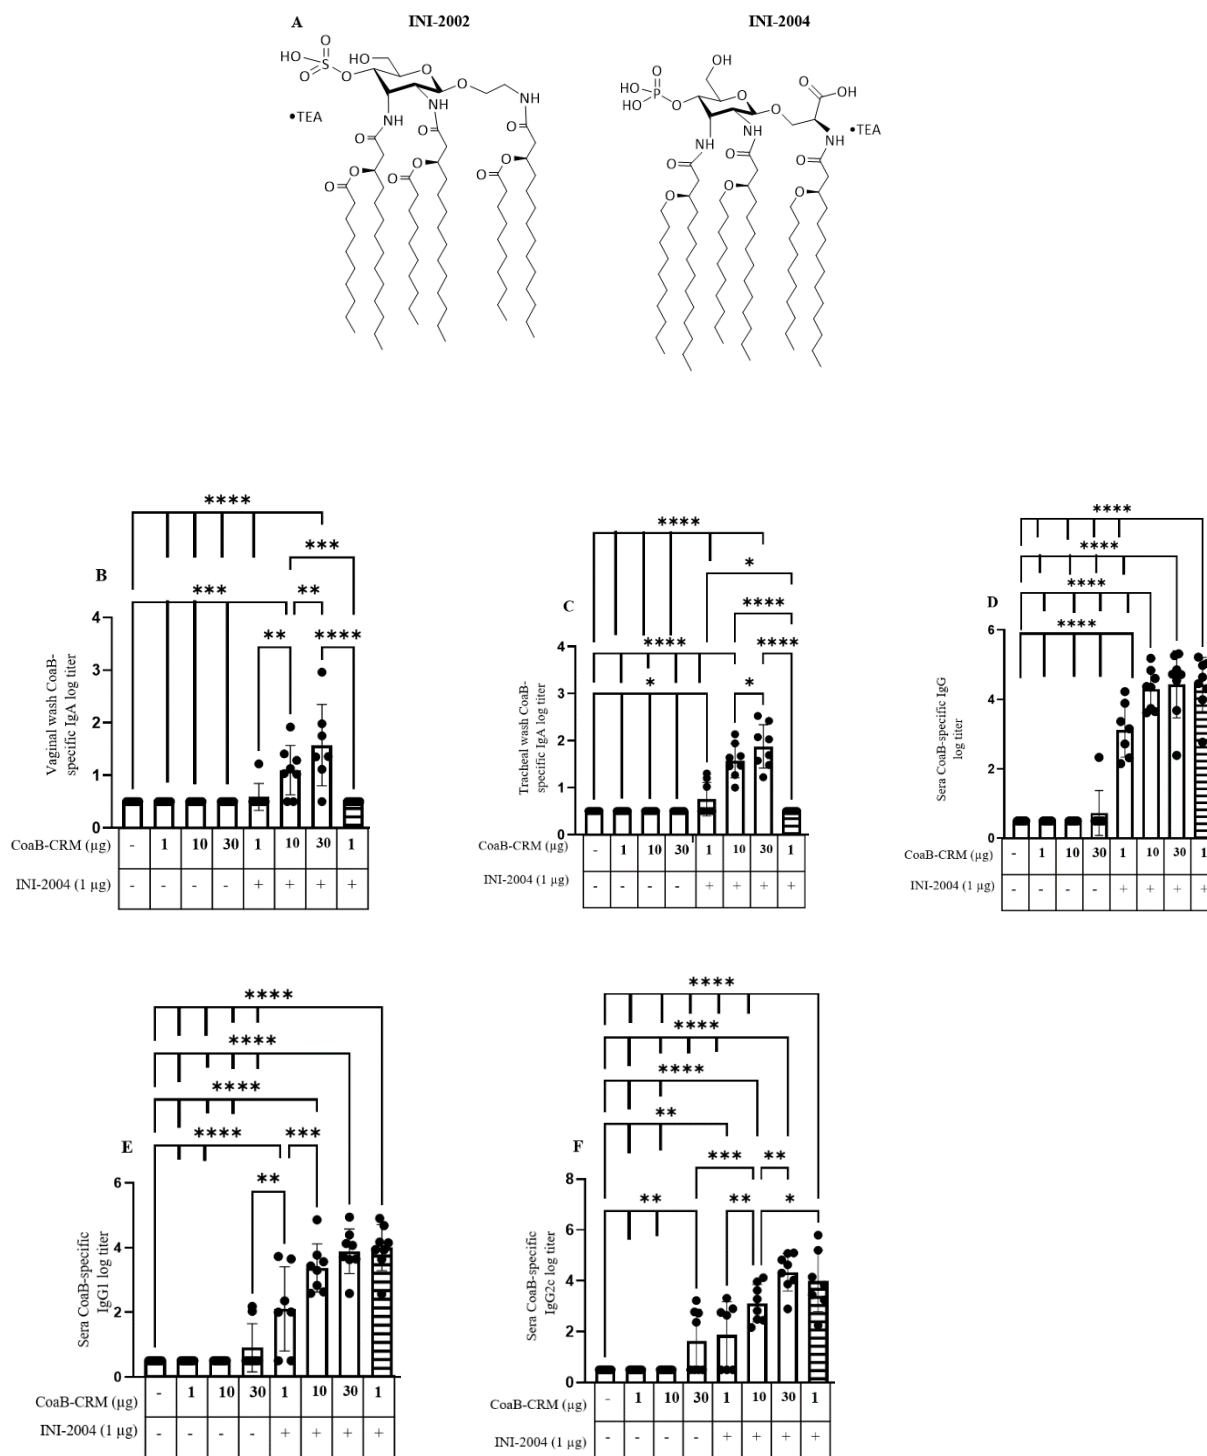 A
INI-2002
INI-2004
HO
O
S
O
O
HO
O
O
NH
•TEA
NH
O
O
NH
O
O
O
O
O
O
O
O
O
OH
O
HO
P
HO
O
O
O
O
OH
NH
•TEA
NH
O
NH
O
O
O
O
O
B
****
***
***
**
**
****
Vaginal wash CoaB-
specific IgA log titer
4
3
2
1
0
CoaB-CRM (µg) - 1 10 30 1 10 30 1
INI-2004 (1 µg) - - - - + + + +
C
****
*
****
****
****
*
*
Tracheal wash CoaB-
specific IgA log titer
4
3
2
1
0
CoaB-CRM (µg) - 1 10 30 1 10 30 1
INI-2004 (1 µg) - - - - + + + +
D
****
****
****
****
Sera CoaB-specific IgG
log titer
6
4
2
0
CoaB-CRM (µg) - 1 10 30 1 10 30 1
INI-2004 (1 µg) - - - - + + + +
E
****
****
****
****
***
**
Sera CoaB-specific
IgG1 log titer
6
4
2
0
CoaB-CRM (µg) - 1 10 30 1 10 30 1
INI-2004 (1 µg) - - - - + + + +
F
****
****
****
**
***
**
**
**
*
Sera CoaB-specific
IgG2c log titer
8
6
4
2
0
CoaB-CRM (µg) - 1 10 30 1 10 30 1
INI-2004 (1 µg) - - - - + + + +